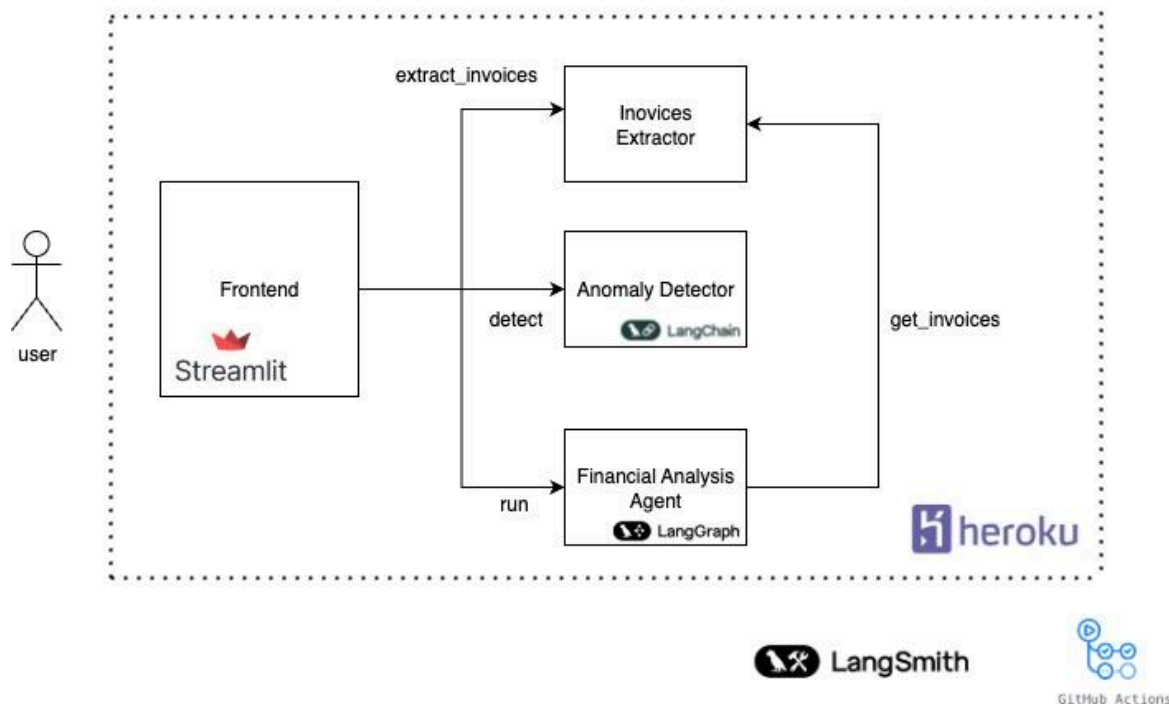 extract_invoices
Inovices
Extractor
Frontend
Streamlit
user
Anomaly Detector
LangChain
detect
get_invoices
Financial Analysis
Agent
LangGraph
run
heroku
LangSmith
GitHub Actions